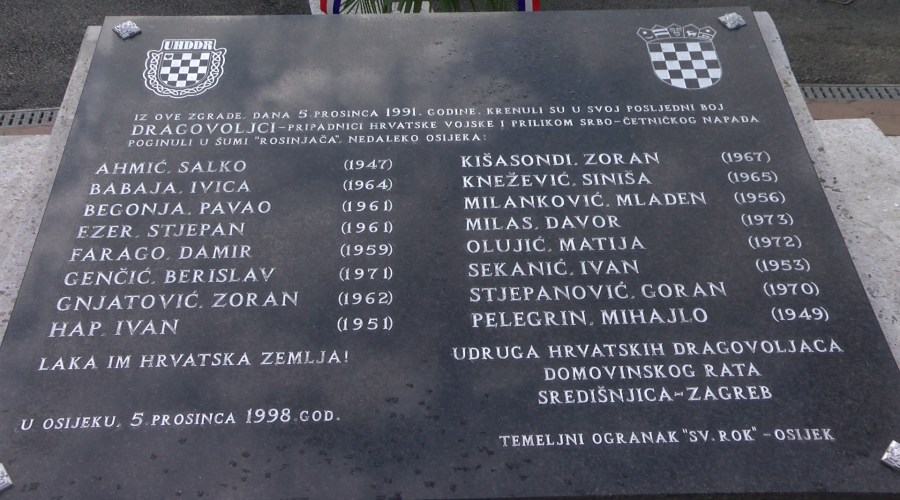 UHDDR
IZ OVE ZGRADE, DANA 5.PROSINCA 1991. GODINE, KRENULI SU U SVOJ POSLJEDNJI BOJ
DRAGOVOLJCI-PRIPADNICI HRVATSKE VOJSKE I PRILIKOM SRBO-ČETNIČKOG NAPADA
POGINULI U ŠUMI "ROSINJAČA", NEDALEKO OSIJEKA:
AHMIĆ, SALKO (1947)
BABAJA, IVICA (1964)
BEGONJA, PAVAO (1961)
EZER, STJEPAN (1961)
FARAGO, DAMIR (1959)
GENČIĆ, BERISLAV (1971)
GNJATOVIĆ, ZORAN (1962)
HAP, IVAN (1951)
KIŠASONDI, ZORAN (1967)
KNEŽEVIĆ, SINIŠA (1965)
MILANKOVIĆ, MLADEN (1956)
MILAS, DAVOR (1973)
OLUJIĆ, MATIJA (1972)
SEKANIĆ, IVAN (1953)
STJEPANOVIĆ, GORAN (1970)
PELEGRIN, MIHAJLO (1949)
LAKA IM HRVATSKA ZEMLJA!
U OSIJEKU, 5.PROSINCA 1998.GOD.
UDRUGA HRVATSKIH DRAGOVOLJACA
DOMOVINSKOG RATA
SREDIŠNJICA-ZAGREB
TEMELJNI OGRANAK "SV. ROK" - OSIJEK